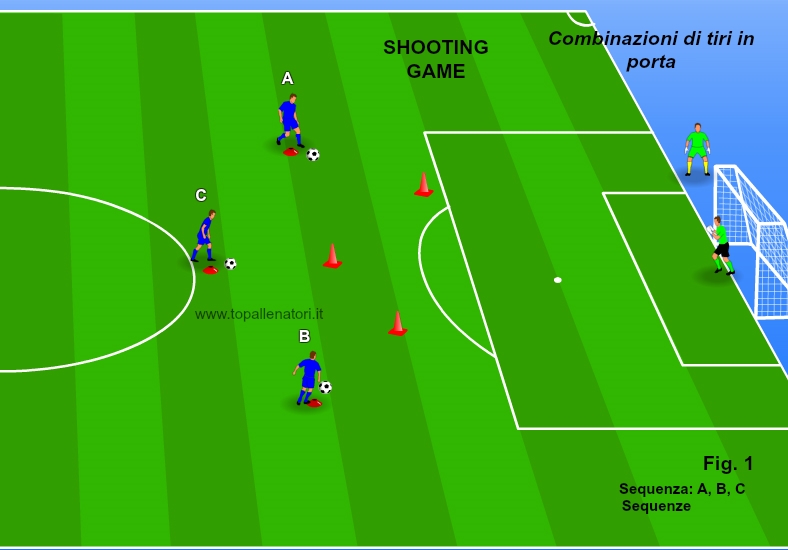 SHOOTING
GAME
Combinazioni di tiri in
porta
A
C
www.topallenatori.it
B
Fig. 1
Sequenza: A, B, C
Sequenze